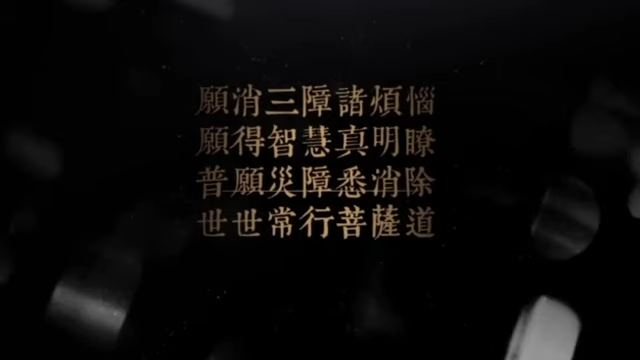 願消三障諸煩惱
願得智慧真明瞭
普願災障悉消除
世世常行菩薩道